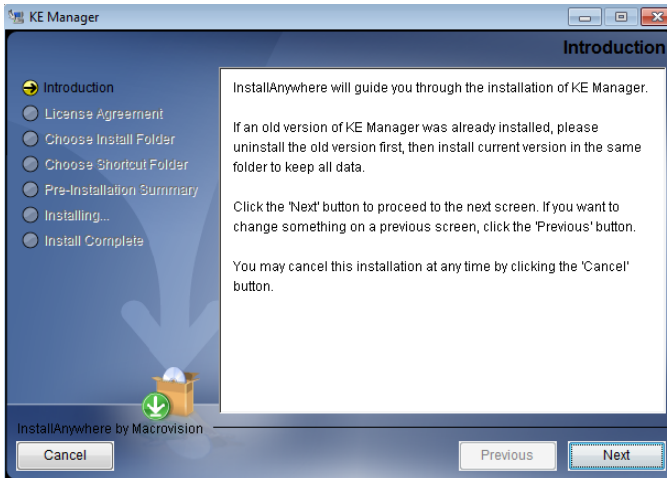 KE Manager
Introduction
Introduction
License Agreement
Choose Install Folder
Choose Shortcut Folder
Pre-Installation Summary
Installing...
Install Complete
InstallAnywhere will guide you through the installation of KE Manager.
If an old version of KE Manager was already installed, please
uninstall the old version first, then install current version in the same
folder to keep all data.
Click the 'Next' button to proceed to the next screen. If you want to
change something on a previous screen, click the 'Previous' button.
You may cancel this installation at any time by clicking the 'Cancel'
button.
InstallAnywhere by Macrovision
Cancel
Previous
Next